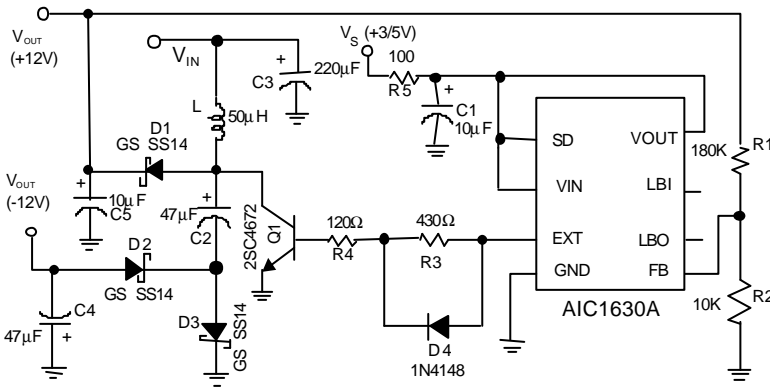 VOUT
(+12V)
VIN
+
C3
220µF
VS (+3/5V)
100
R5
+
C1
10µF
L
50µH
D1
GS SS14
VOUT
(-12V)
+
10µF
C5
47µF
+
C2
2SC4672
Q1
120Ω
R4
430Ω
R3
D4
1N4148
D2
GS SS14
D3
GS SS14
C4
47µF
+
SD
VIN
EXT
GND
VOUT
LBI
LBO
FB
AIC1630A
180K
R1
10K
R2